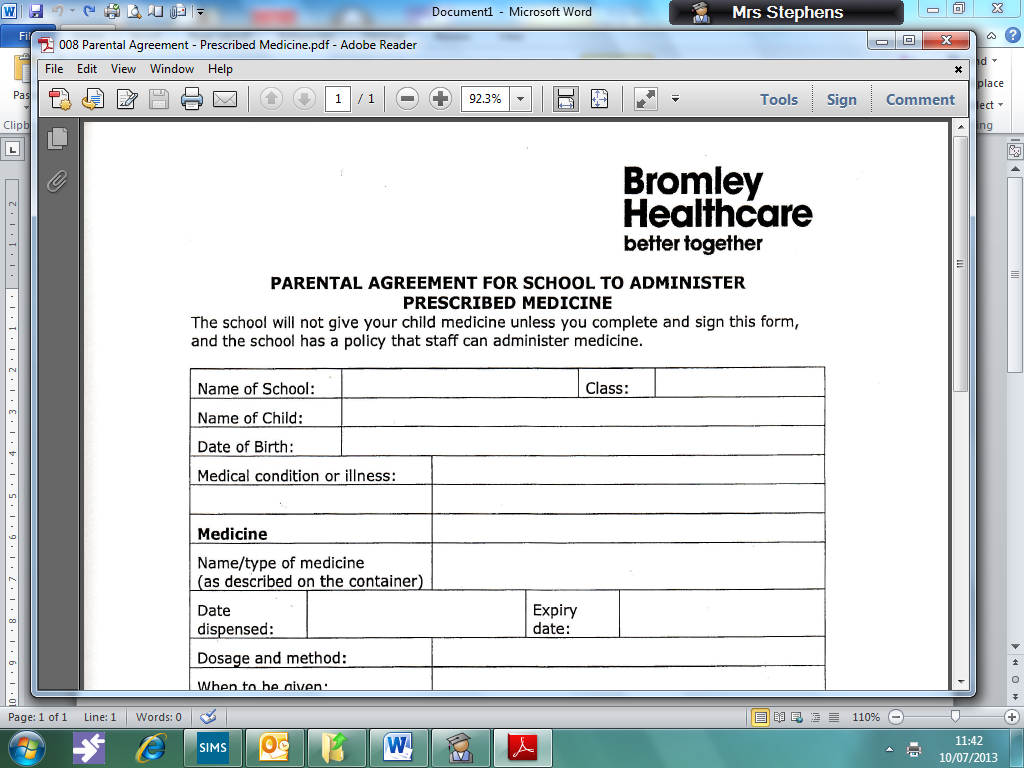 Document1 - Microsoft Word
Mrs Stephens
008 Parental Agreement - Prescribed Medicine.pdf - Adobe Reader
File Edit View Window Help
1 / 1 92.3% Tools Sign Comment
Bromley
Healthcare
better together
PARENTAL AGREEMENT FOR SCHOOL TO ADMINISTER
PRESCRIBED MEDICINE
The school will not give your child medicine unless you complete and sign this form,
and the school has a policy that staff can administer medicine.
Name of School: Class:
Name of Child:
Date of Birth:
Medical condition or illness:
Medicine
Name/type of medicine
(as described on the container)
Date
dispensed:
Expiry
date:
Dosage and method:
When to be given:
Page: 1 of 1 Line: 1 Words: 0 110%
SIMS
11:42
10/07/2013